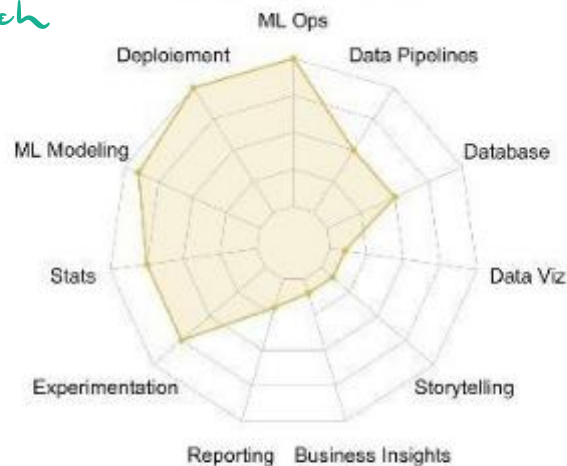 ML Ops
Deploiement
Data Pipelines
ML Modeling
Database
Stats
Data Viz
Experimentation
Storytelling
Reporting
Business Insights